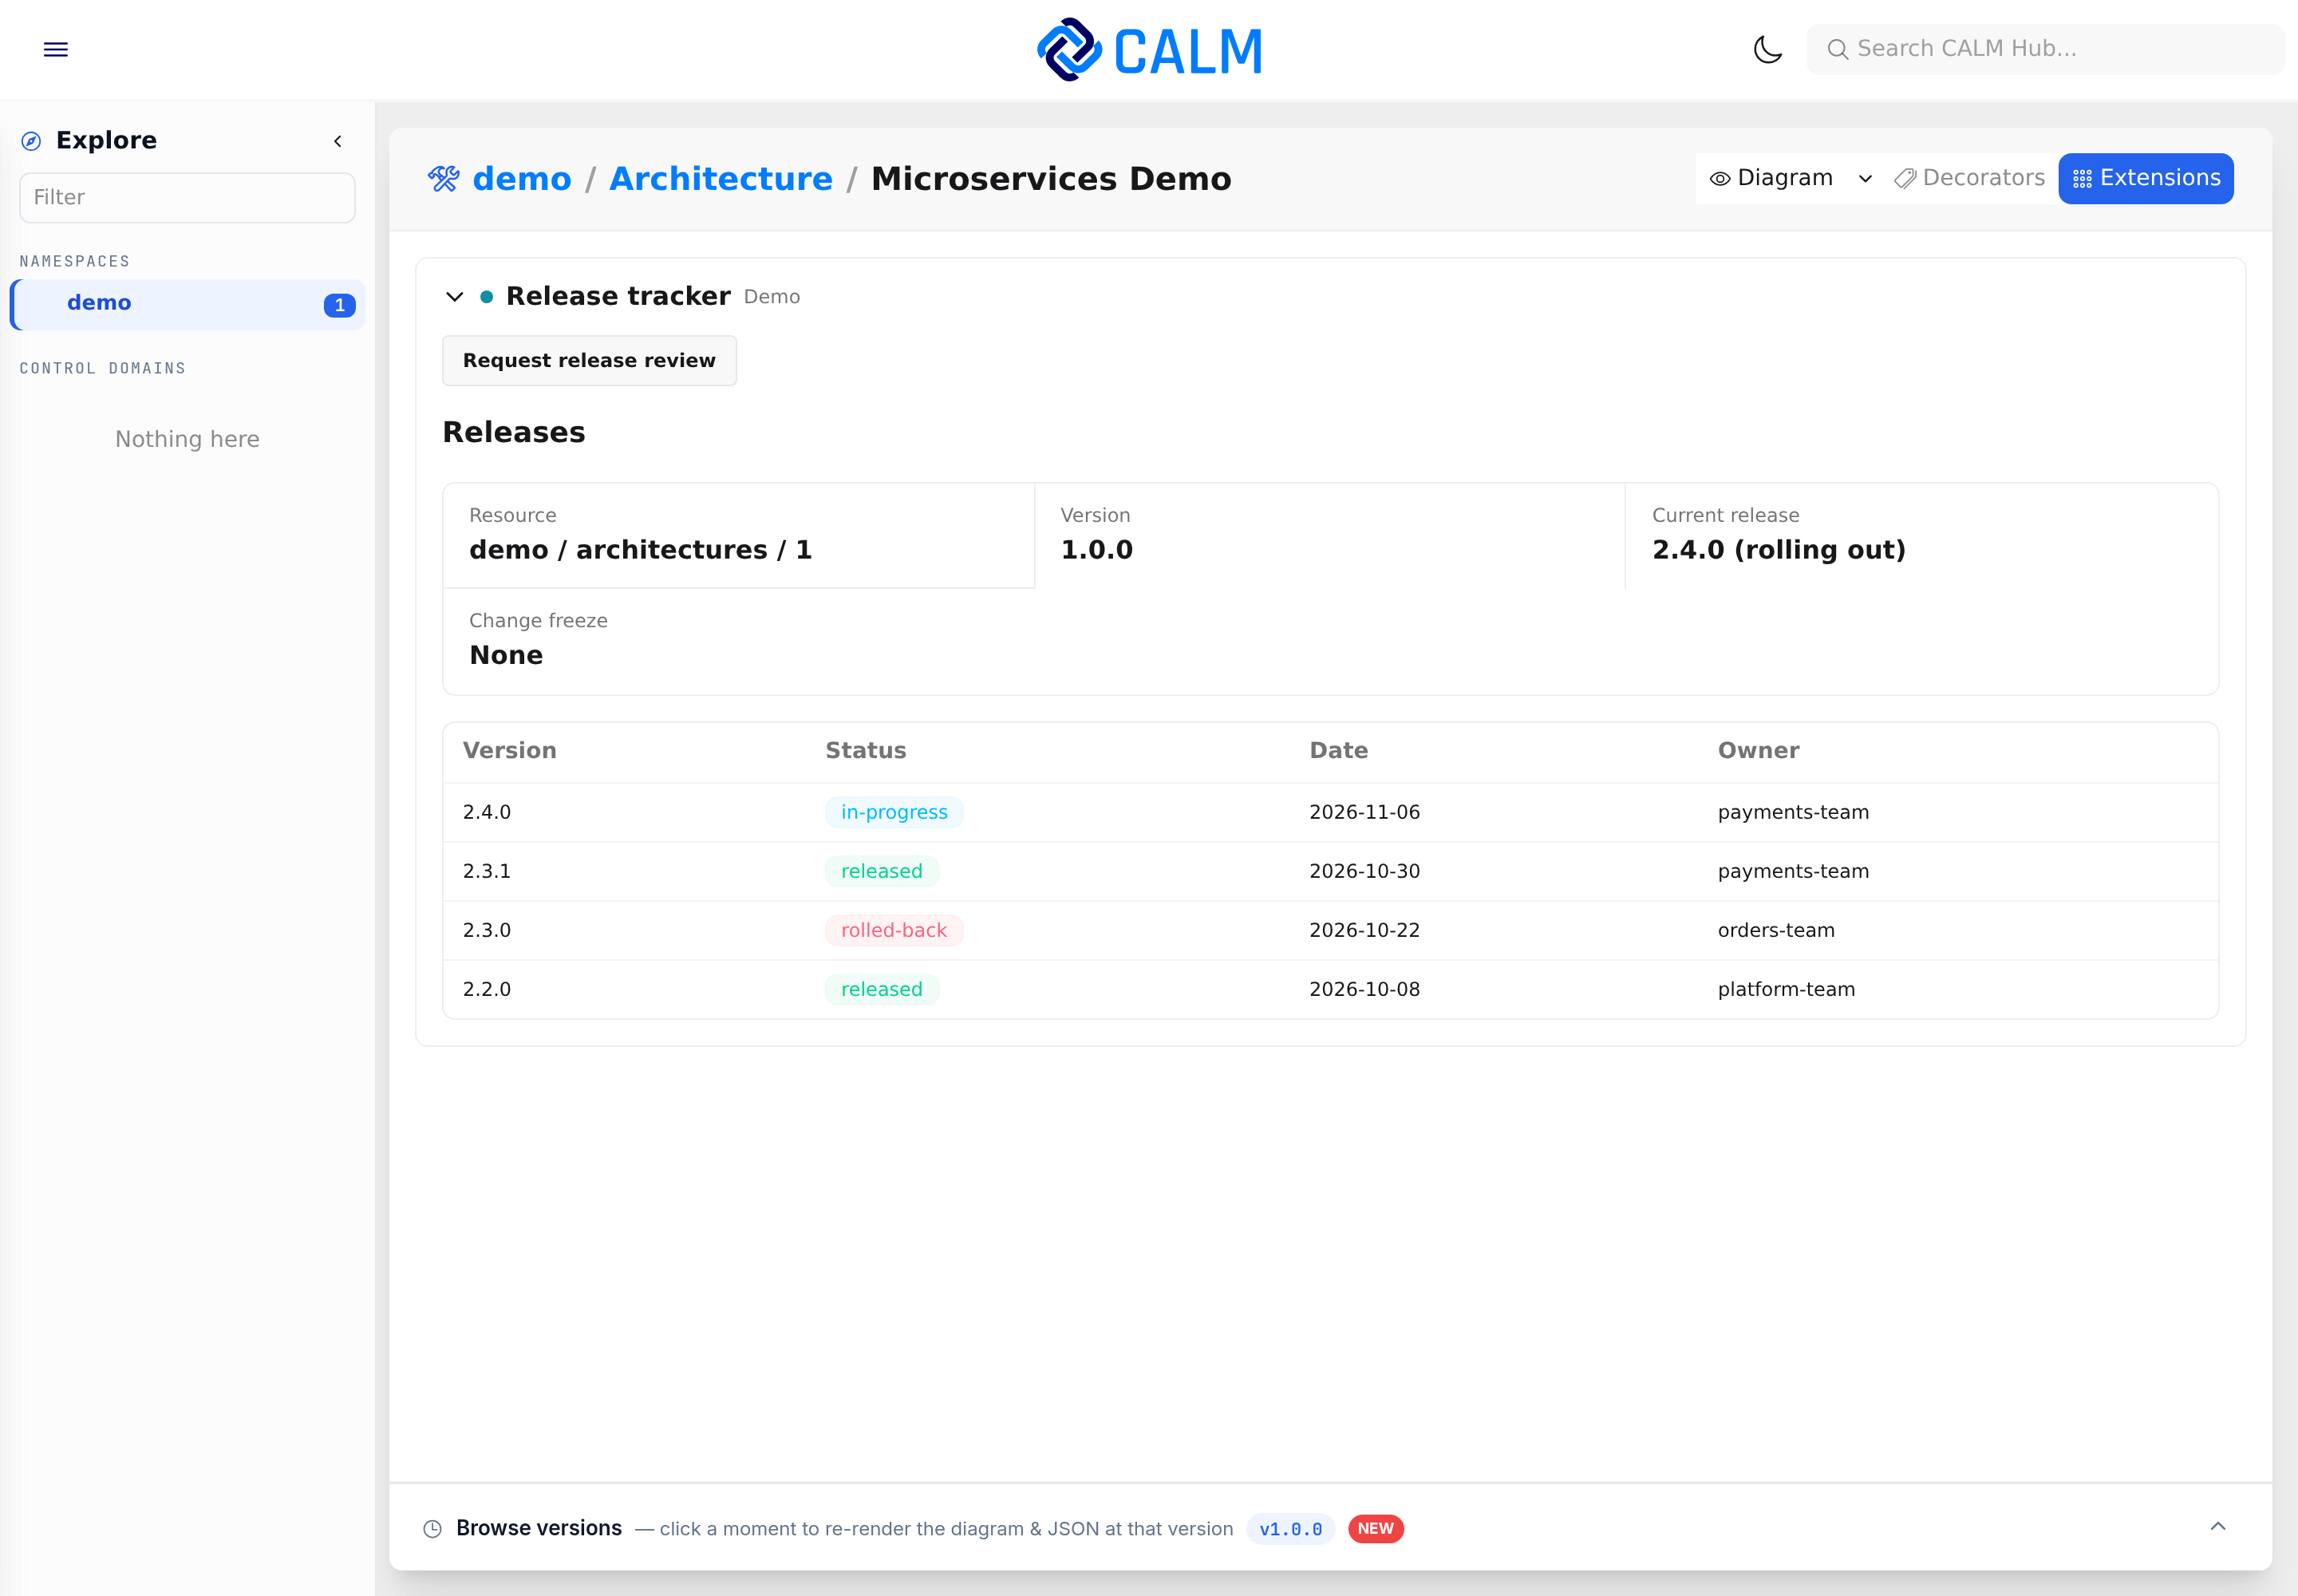 CALM
Search CALM Hub...
Explore
Filter
NAMESPACES
demo 1
CONTROL DOMAINS
Nothing here
demo / Architecture / Microservices Demo
Diagram Decorators Extensions
Release tracker Demo
Request release review
Releases
Resource Version Current release
demo / architectures / 1 1.0.0 2.4.0 (rolling out)
Change freeze
None
Version Status Date Owner
2.4.0 in-progress 2026-11-06 payments-team
2.3.1 released 2026-10-30 payments-team
2.3.0 rolled-back 2026-10-22 orders-team
2.2.0 released 2026-10-08 platform-team
Browse versions — click a moment to re-render the diagram & JSON at that version v1.0.0 NEW